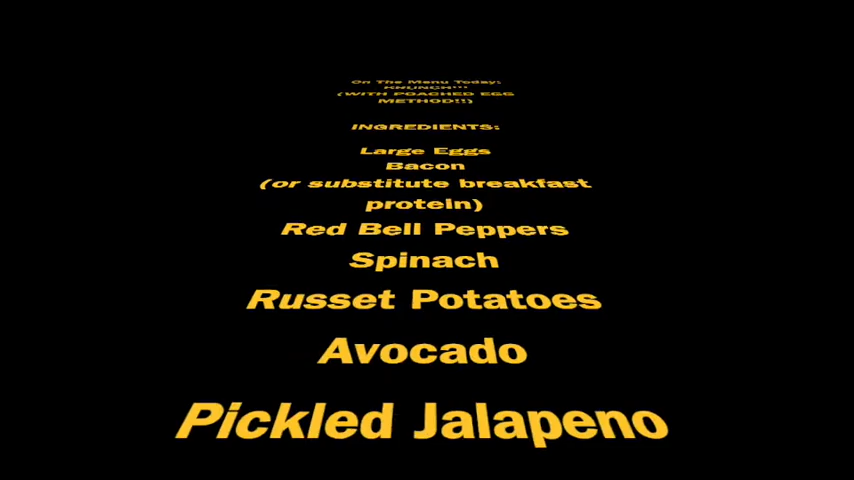 On The Menu Today:
KHUNCH!!!
(WITH POACHED EGG
METHOD!!)
INGREDIENTS:
Large Eggs
Bacon
(or substitute breakfast
protein)
Red Bell Peppers
Spinach
Russet Potatoes
Avocado
Pickled Jalapeno